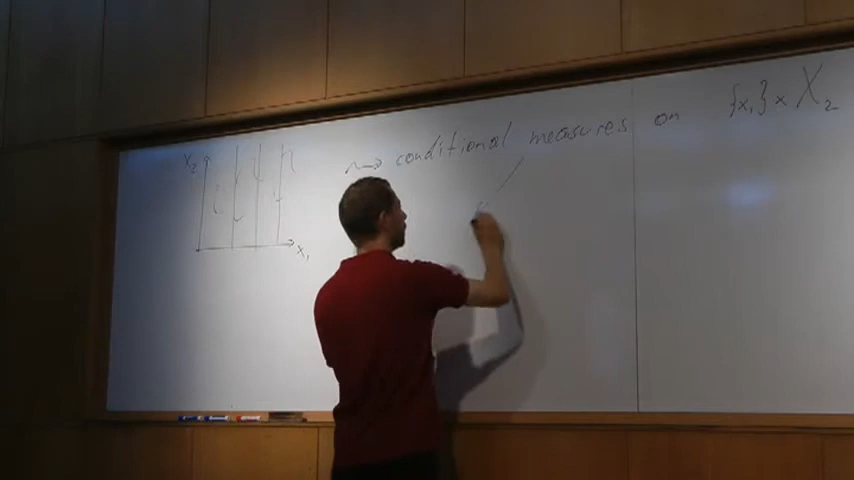 ⇝ conditional measures on {x₁} × X₂
X₂
X₁